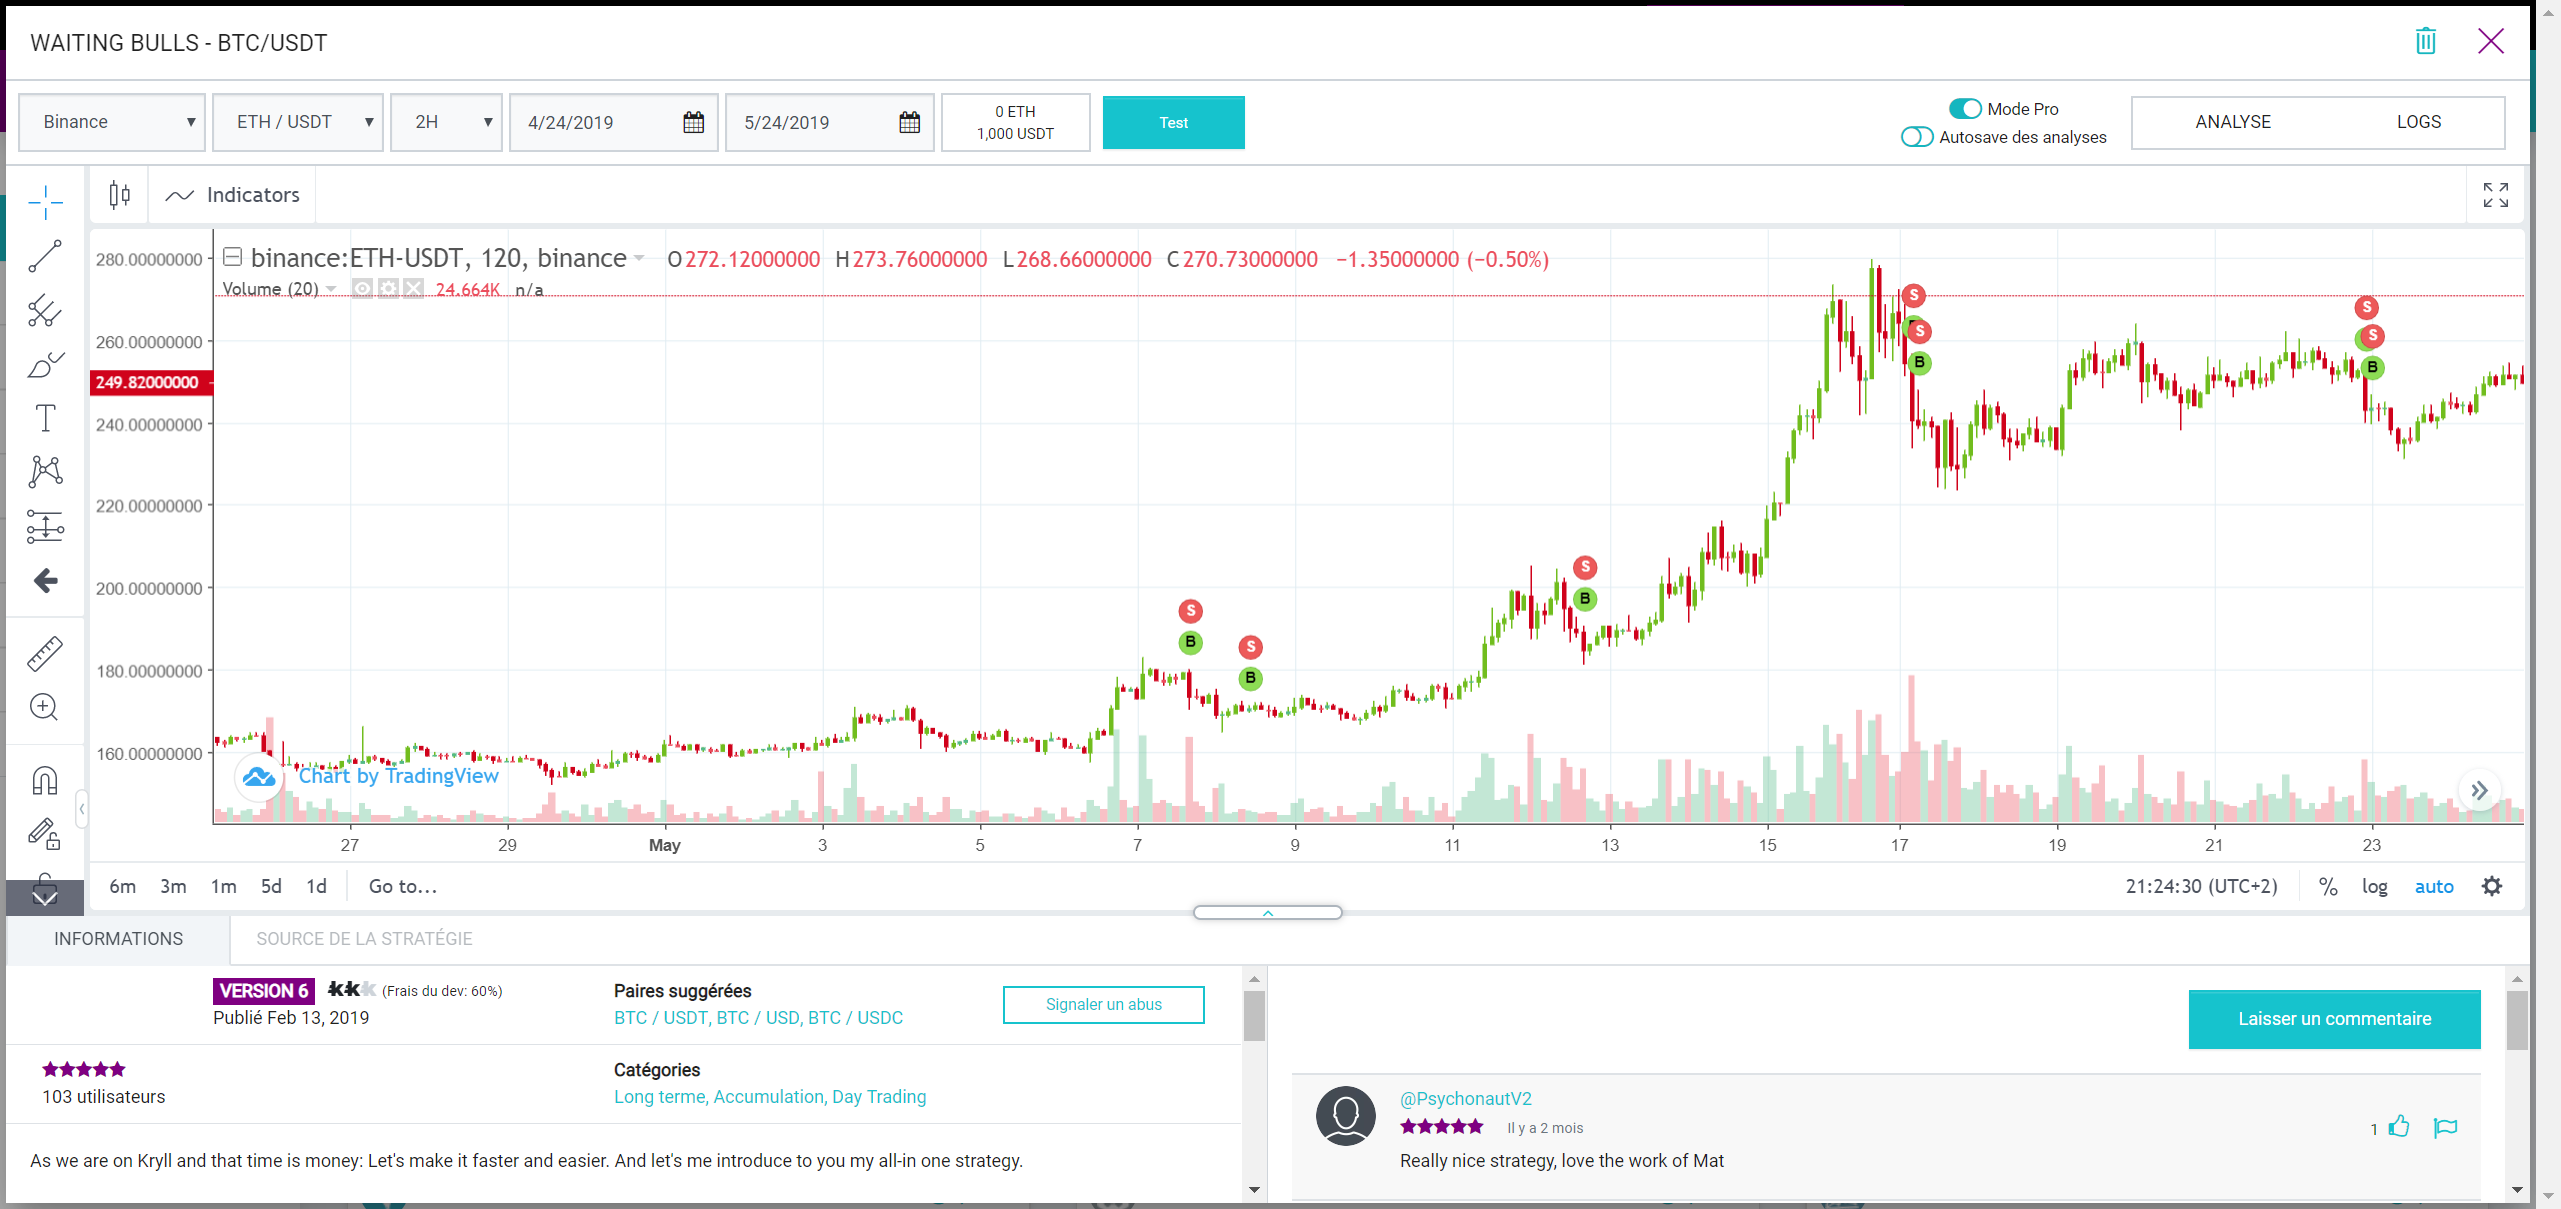 WAITING BULLS - BTC/USDT
Binance ETH / USDT 2H 4/24/2019 5/24/2019 0 ETH
1,000 USDT
Test
Mode Pro
Autosave des analyses
ANALYSE LOGS
Indicators
binance:ETH-USDT, 120, binance O272.12000000 H273.76000000 L268.66000000 C270.73000000 −1.35000000 (−0.50%)
Volume (20) 24.664K n/a
280.00000000
260.00000000
249.82000000
240.00000000
220.00000000
200.00000000
180.00000000
160.00000000
S
B
S
B
S
B
S
S
B
S
S
B
Chart by TradingView
27 29 May 3 5 7 9 11 13 15 17 19 21 23
6m 3m 1m 5d 1d Go to... 21:24:30 (UTC+2) % log auto
INFORMATIONS SOURCE DE LA STRATÉGIE
VERSION 6 kkk (Frais du dev: 60%)
Publié Feb 13, 2019
Paires suggérées
BTC / USDT, BTC / USD, BTC / USDC
Signaler un abus
103 utilisateurs
Catégories
Long terme, Accumulation, Day Trading
As we are on Kryll and that time is money: Let's make it faster and easier. And let's me introduce to you my all-in one strategy.
Laisser un commentaire
@PsychonautV2
Il y a 2 mois
1
Really nice strategy, love the work of Mat